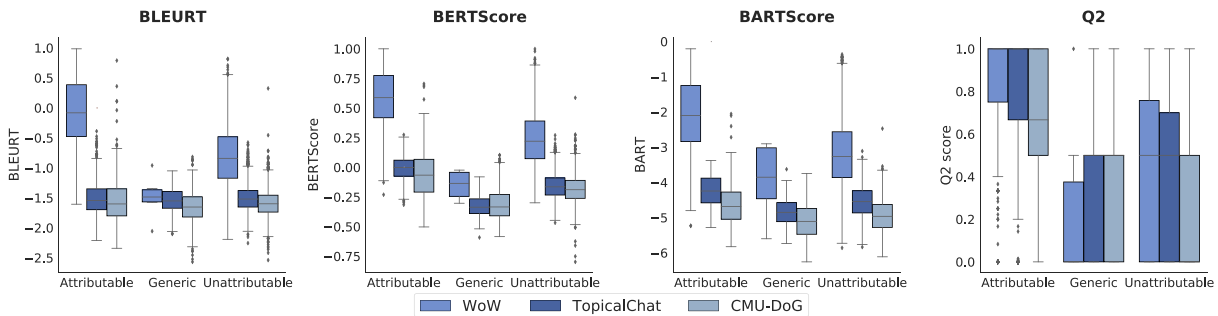 BLEURT
BERTScore
BARTScore
Q2
1.0
0.5
0.0
−0.5
−1.0
−1.5
−2.0
−2.5
BLEURT
Attributable Generic Unattributable
1.00
0.75
0.50
0.25
0.00
−0.25
−0.50
−0.75
BERTScore
Attributable Generic Unattributable
0
−1
−2
−3
−4
−5
−6
BART
Attributable Generic Unattributable
1.0
0.8
0.6
0.4
0.2
0.0
Q2 score
Attributable Generic Unattributable
WoW TopicalChat CMU-DoG